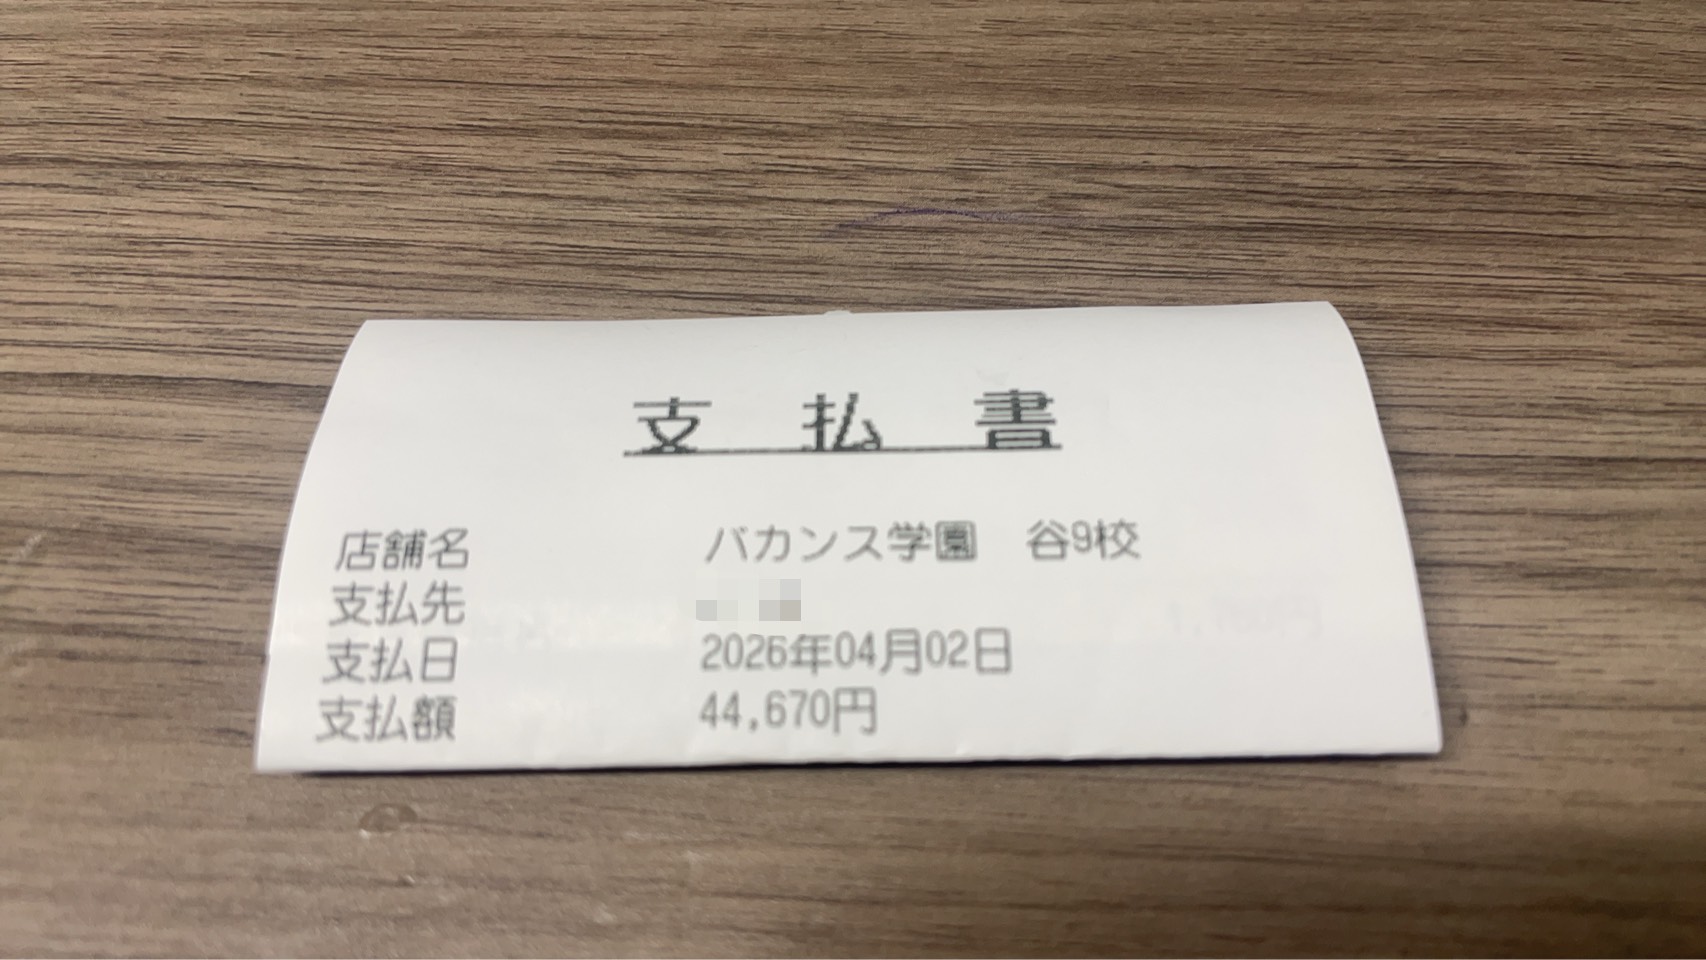 支払書
店舗名 バカンス学園 谷9校
支払先
支払日 2026年04月02日
支払額 44,670円